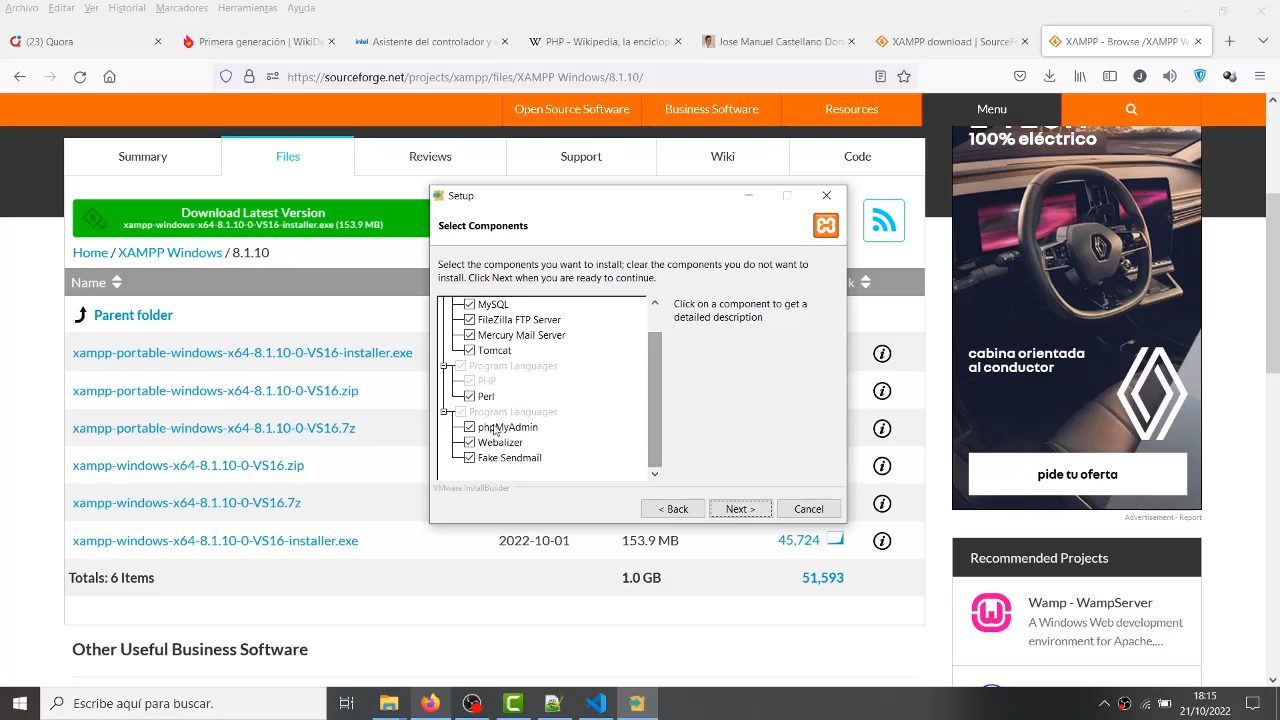 Archivo Editar Ver Historial Marcadores Herramientas Ayuda
(23) Quora
Primera generación | WikiDe
Asistente del controlador y s
PHP - Wikipedia, la enciclop
Jose Manuel Castellano Dom
XAMPP download | SourceFo
XAMPP - Browse /XAMPP W
https://sourceforge.net/projects/xampp/files/XAMPP Windows/8.1.10/
Open Source Software
Business Software
Resources
Menu
Summary
Files
Reviews
Support
Wiki
Code
100% eléctrico
Download Latest Version
xampp-windows-x64-8.1.10-0-VS16-installer.exe (153.9 MB)
Home / XAMPP Windows / 8.1.10
Name
k
Parent folder
xampp-portable-windows-x64-8.1.10-0-VS16-installer.exe
xampp-portable-windows-x64-8.1.10-0-VS16.zip
xampp-portable-windows-x64-8.1.10-0-VS16.7z
xampp-windows-x64-8.1.10-0-VS16.zip
xampp-windows-x64-8.1.10-0-VS16.7z
xampp-windows-x64-8.1.10-0-VS16-installer.exe
2022-10-01
153.9 MB
45,724
Totals: 6 Items
1.0 GB
51,593
Other Useful Business Software
Setup
Select Components
Select the components you want to install; clear the components you do not want to
install. Click Next when you are ready to continue.
MySQL
FileZilla FTP Server
Mercury Mail Server
Tomcat
Program Languages
PHP
Perl
Program Languages
phpMyAdmin
Webalizer
Fake Sendmail
Click on a component to get a
detailed description
VMware InstallBuilder
< Back
Next >
Cancel
cabina orientada
al conductor
pide tu oferta
Advertisement - Report
Recommended Projects
Wamp - WampServer
A Windows Web development
environment for Apache,...
Escribe aquí para buscar.
18:15
21/10/2022